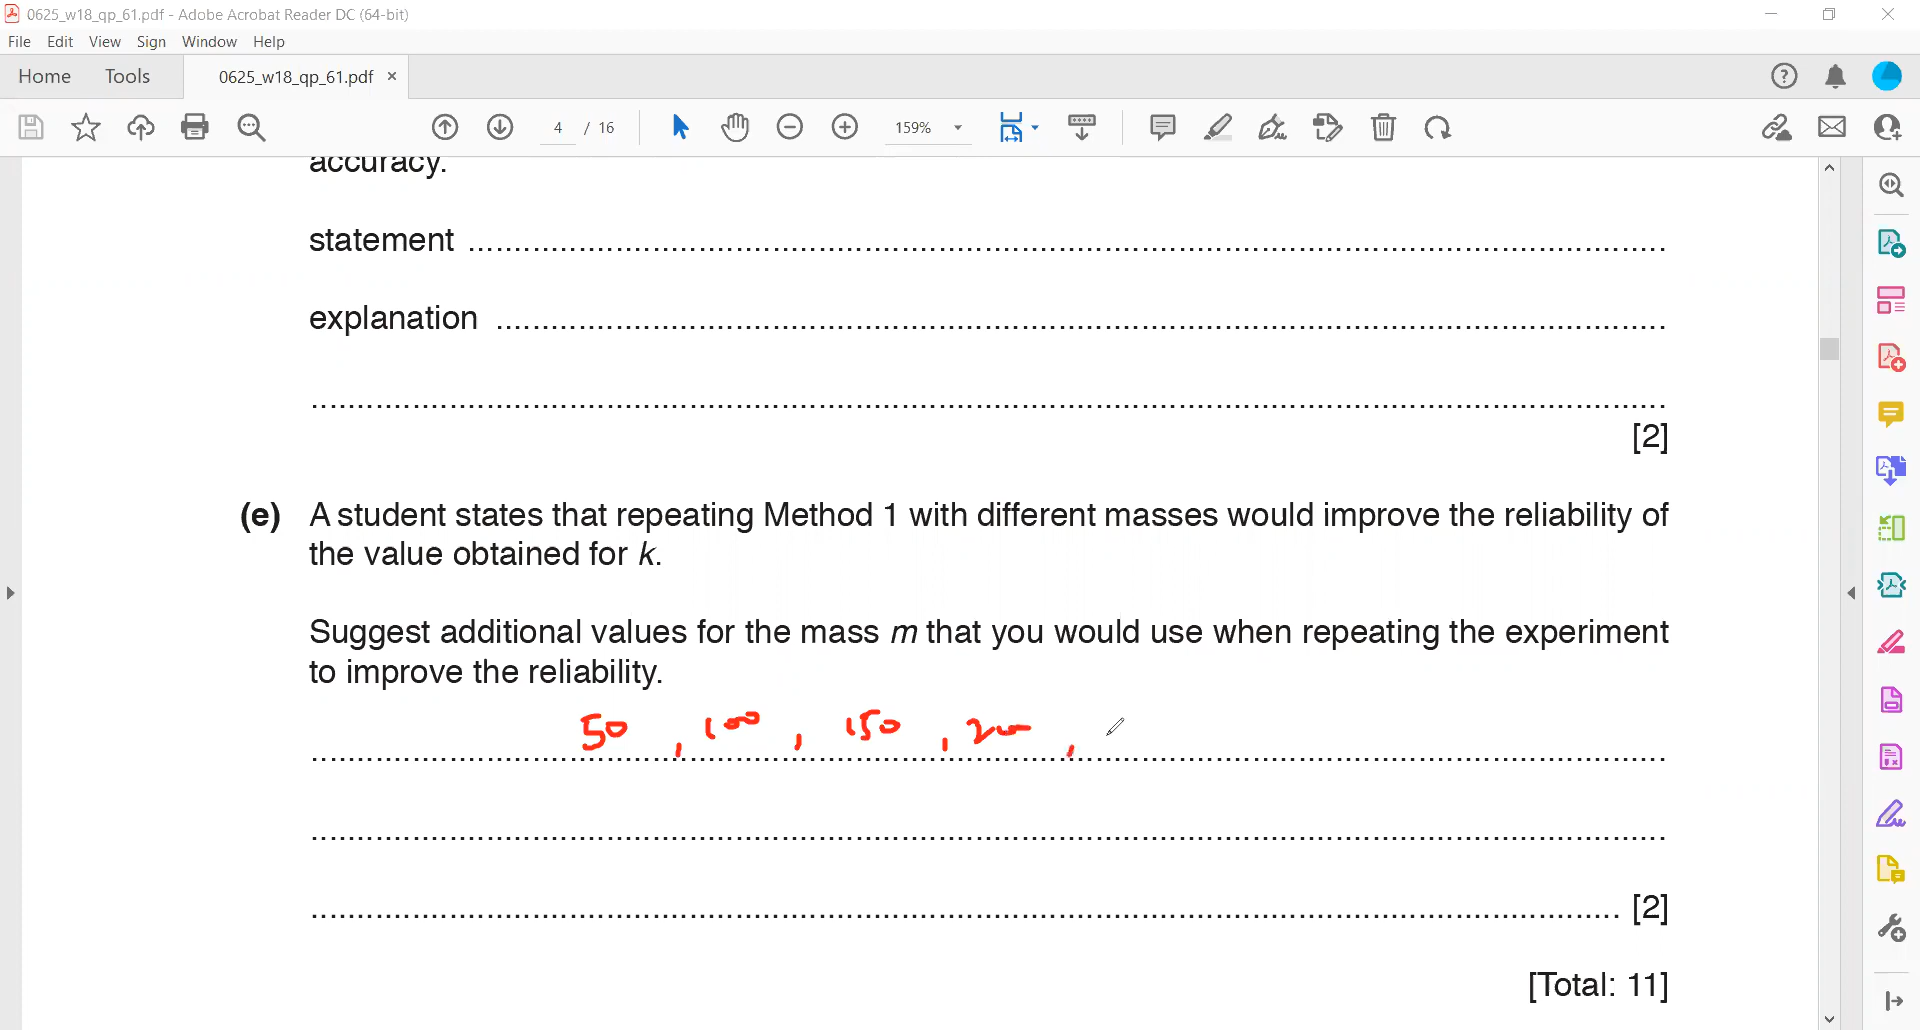 0625_w18_qp_61.pdf - Adobe Acrobat Reader DC (64-bit)
File Edit View Sign Window Help
Home Tools 0625_w18_qp_61.pdf ×
4 / 16 159%
accuracy.
statement ....................................................................................................
explanation ....................................................................................................
....................................................................................................
[2]
(e) A student states that repeating Method 1 with different masses would improve the reliability of
the value obtained for k.
Suggest additional values for the mass m that you would use when repeating the experiment
to improve the reliability.
50 , 100 , 150 , 200 ,
....................................................................................................
....................................................................................................
.................................................................................................... [2]
[Total: 11]